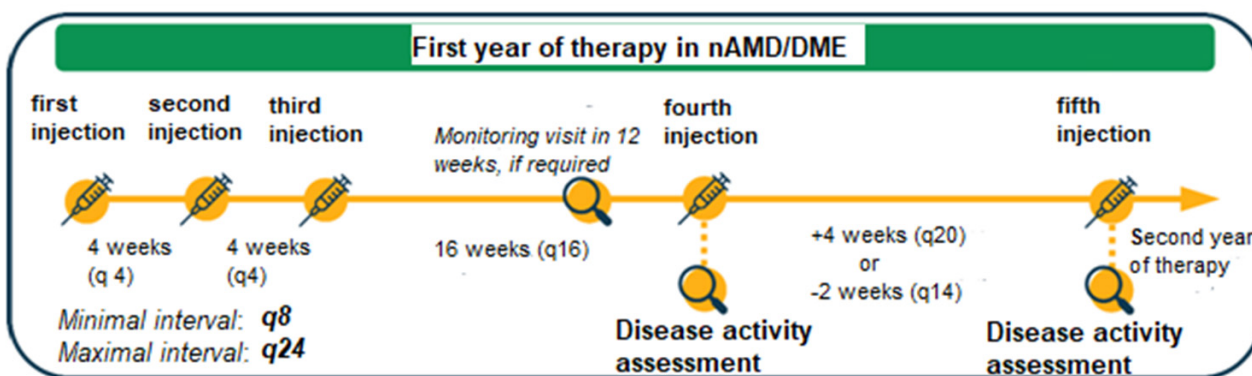 First year of therapy in nAMD/DME
first
injection
second
injection
third
injection
Monitoring visit in 12
weeks, if required
fourth
injection
fifth
injection
4 weeks
(q 4)
4 weeks
(q4)
16 weeks (q16)
+4 weeks (q20)
or
-2 weeks (q14)
Second year
of therapy
Minimal interval: q8
Maximal interval: q24
Disease activity
assessment
Disease activity
assessment